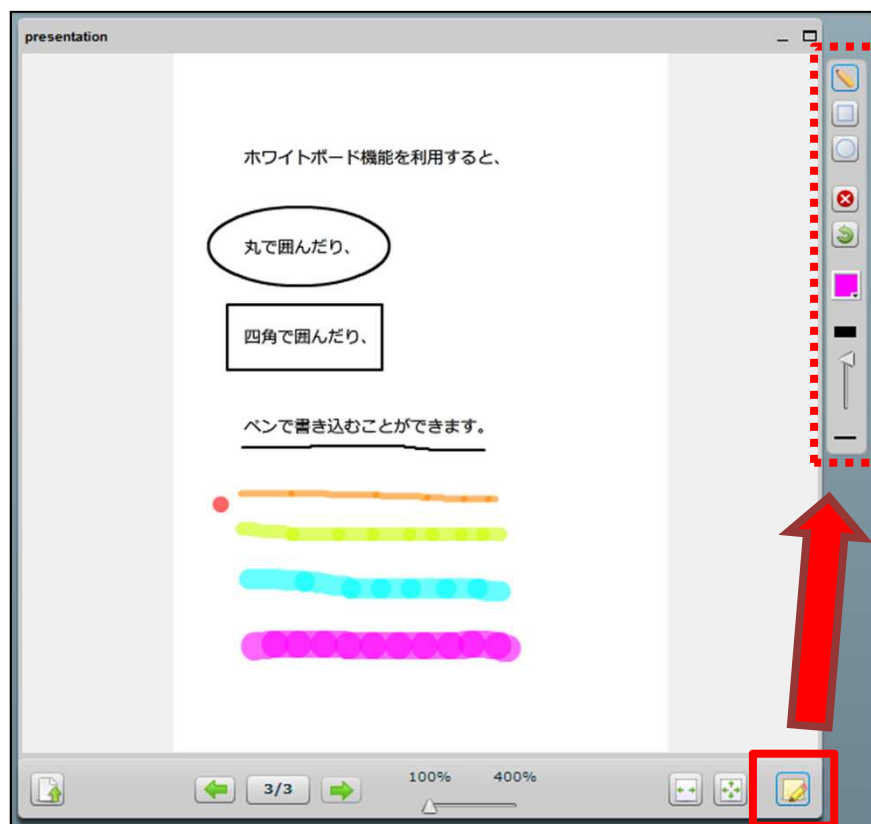 presentation
ホワイトボード機能を利用すると、
丸で囲んだり、
四角で囲んだり、
ペンで書き込むことができます。
3/3
100%
400%